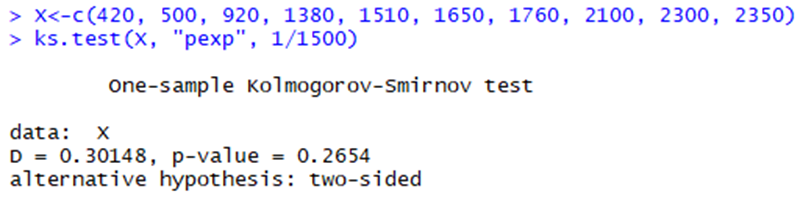 > X<-c(420, 500, 920, 1380, 1510, 1650, 1760, 2100, 2300, 2350)
> ks.test(X, "pexp", 1/1500)
One-sample Kolmogorov-Smirnov test
data:  X
D = 0.30148, p-value = 0.2654
alternative hypothesis: two-sided